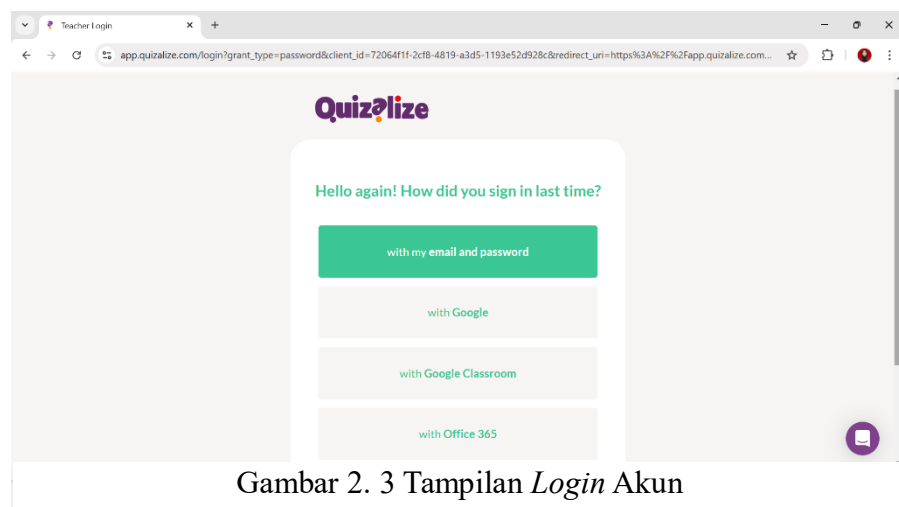 Teacher Login
app.quizalize.com/login?grant_type=password&client_id=72064f1f-2cf8-4819-a3d5-1193e52d928c&redirect_uri=https%3A%2F%2Fapp.quizalize.com...
Quizalize
Hello again! How did you sign in last time?
with my email and password
with Google
with Google Classroom
with Office 365
Gambar 2. 3 Tampilan Login Akun